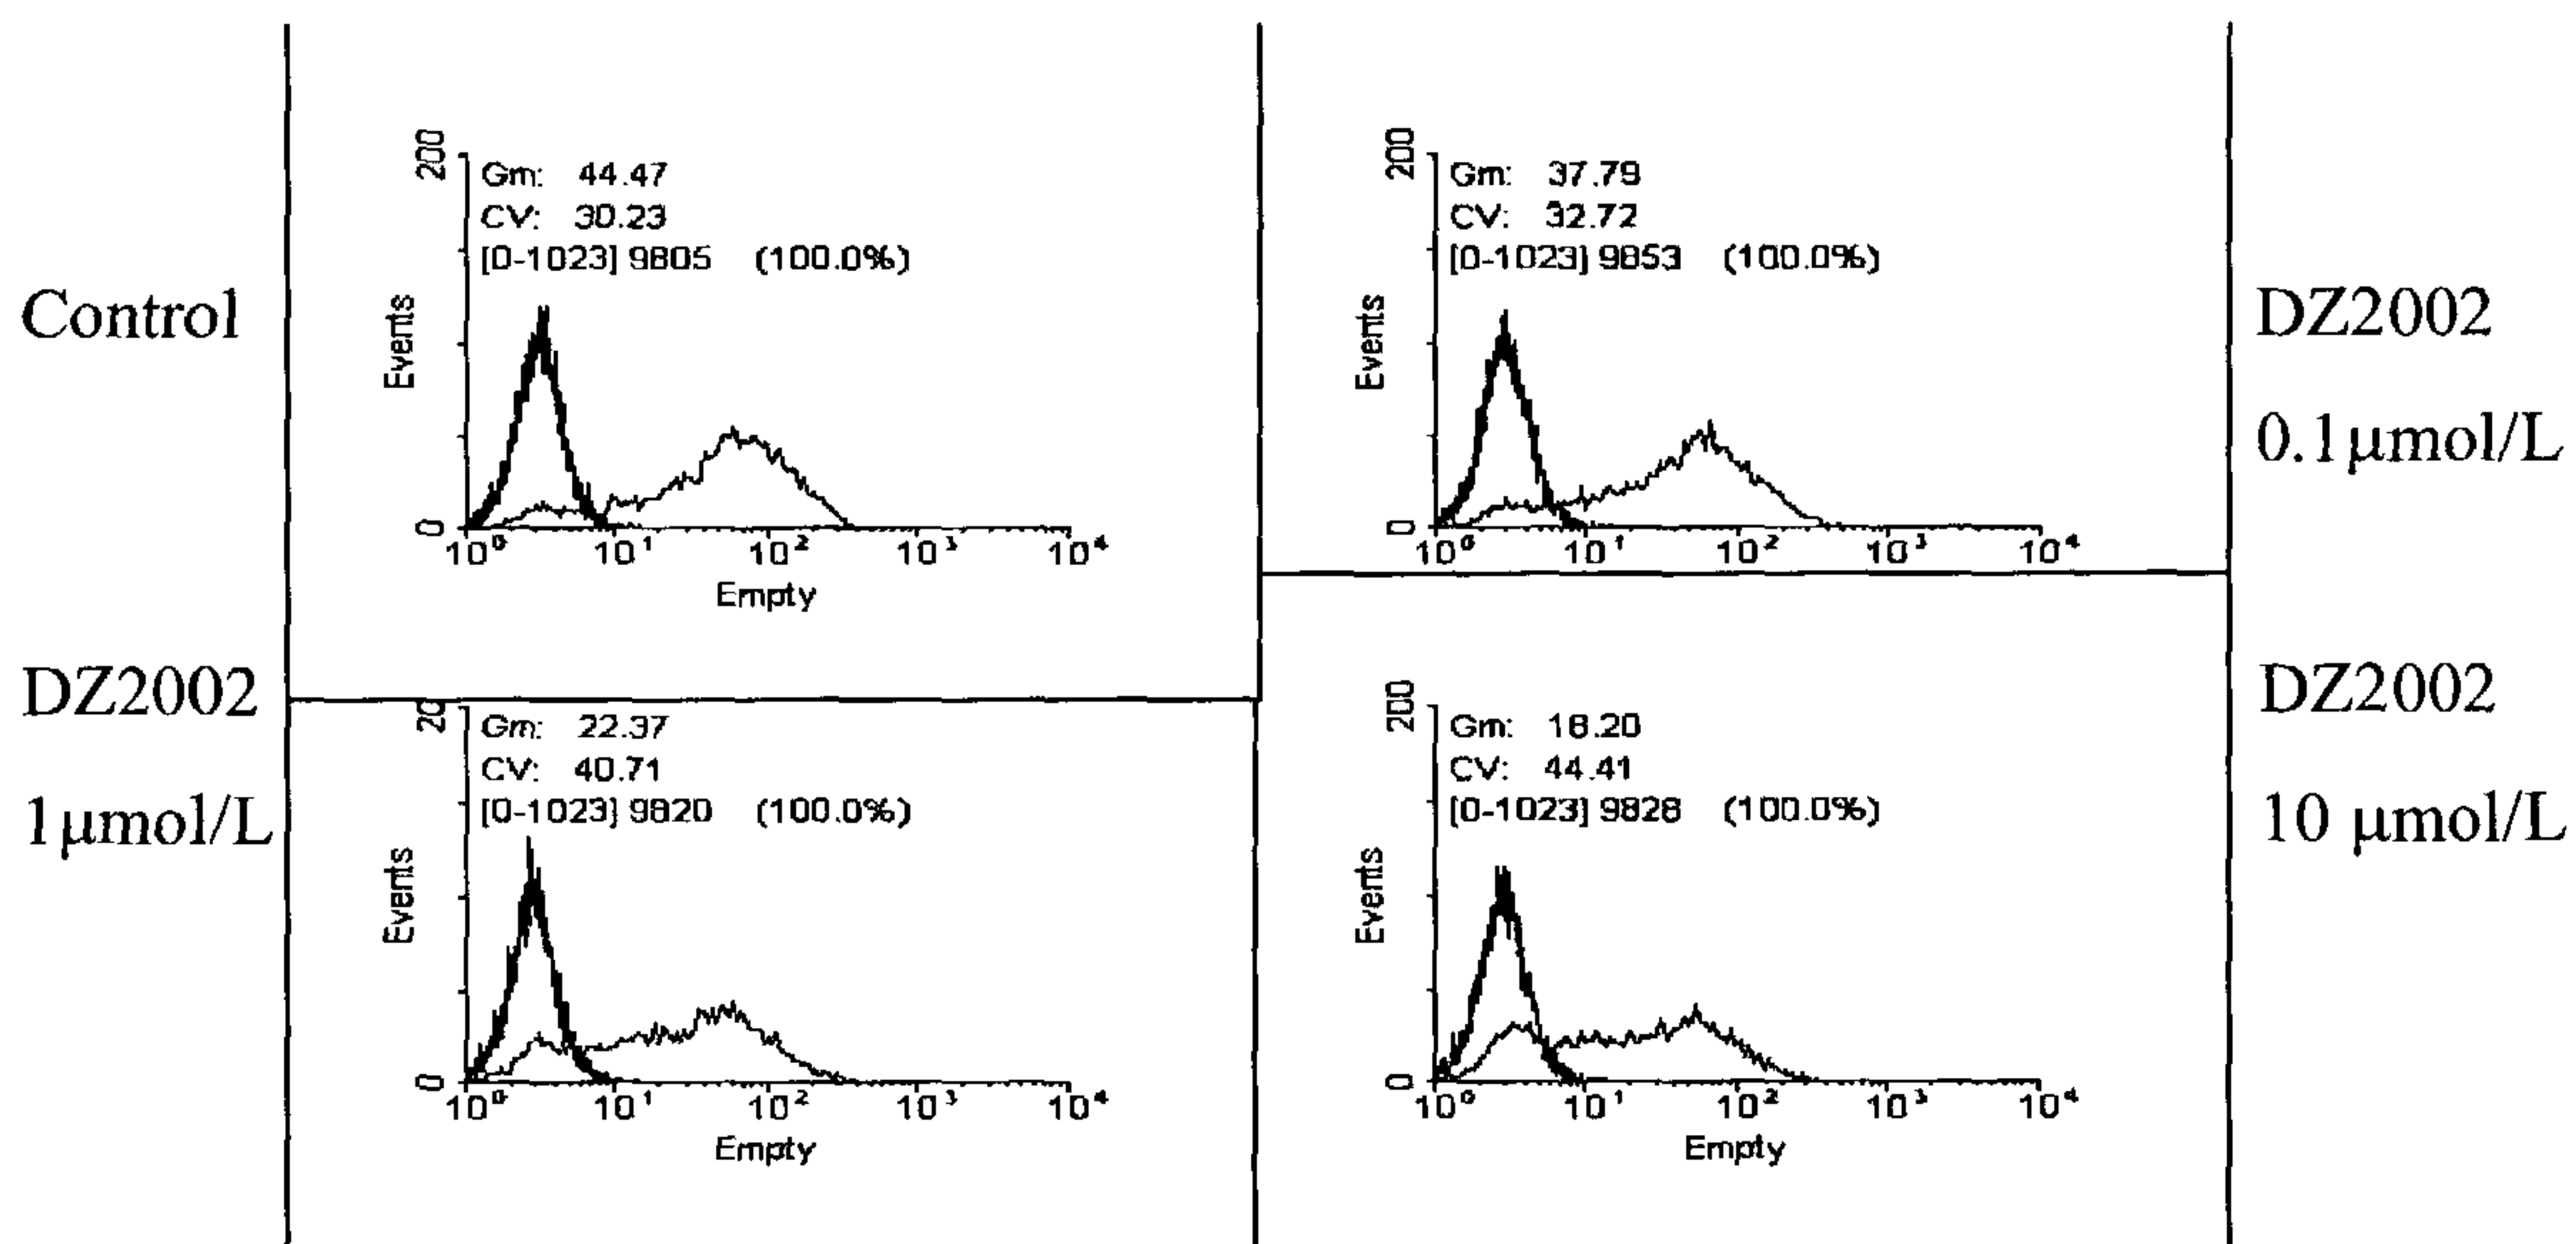 Control
200
Gm: 44.47
CV: 30.23
[0-1023] 9805 (100.0%)
Events
0
10⁰ 10¹ 10² 10³ 10⁴
Empty
200
Gm: 37.79
CV: 32.72
[0-1023] 9853 (100.0%)
Events
0
10⁰ 10¹ 10² 10³ 10⁴
DZ2002
0.1μmol/L
DZ2002
1μmol/L
20
Gm: 22.37
CV: 40.71
[0-1023] 9820 (100.0%)
Events
0
10⁰ 10¹ 10² 10³ 10⁴
Empty
200
Gm: 18.20
CV: 44.41
[0-1023] 9828 (100.0%)
Events
0
10⁰ 10¹ 10² 10³ 10⁴
Empty
DZ2002
10 μmol/L